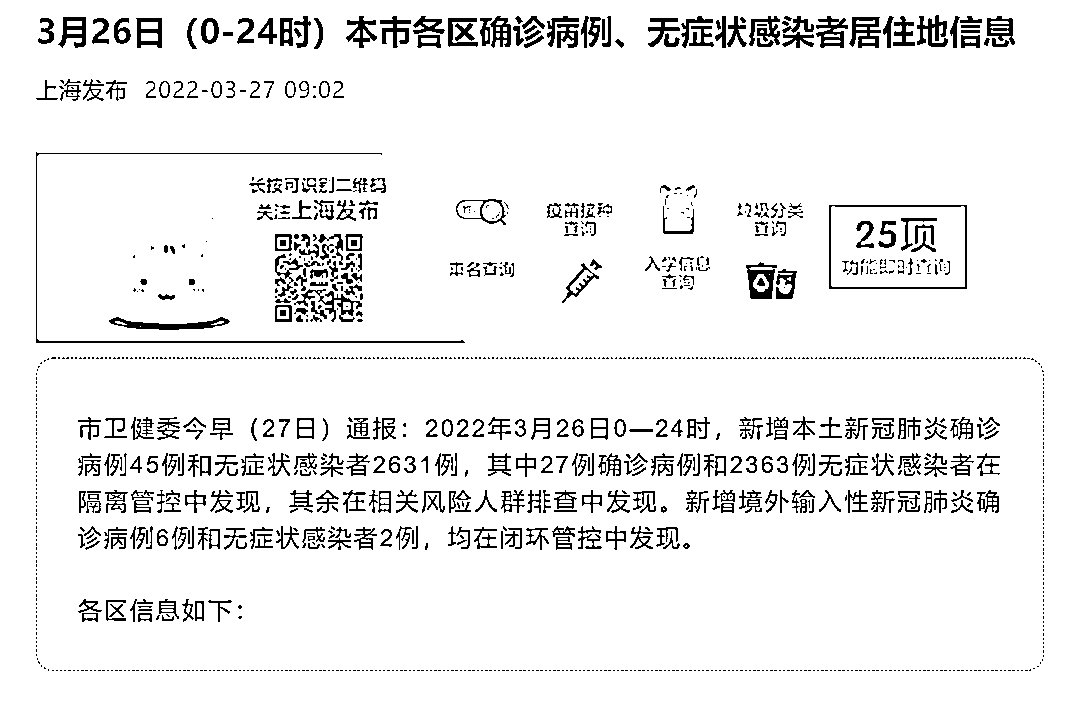 3月26日（0-24时）本市各区确诊病例、无症状感染者居住地信息
上海发布 2022-03-27 09:02
长按可识别二维码
关注上海发布
疫苗接种
查询
垃圾分类
查询
25项
功能即时查询
重名查询
入学信息
查询
市卫健委今早（27日）通报：2022年3月26日0—24时，新增本土新冠肺炎确诊
病例45例和无症状感染者2631例，其中27例确诊病例和2363例无症状感染者在
隔离管控中发现，其余在相关风险人群排查中发现。新增境外输入性新冠肺炎确
诊病例6例和无症状感染者2例，均在闭环管控中发现。
各区信息如下：